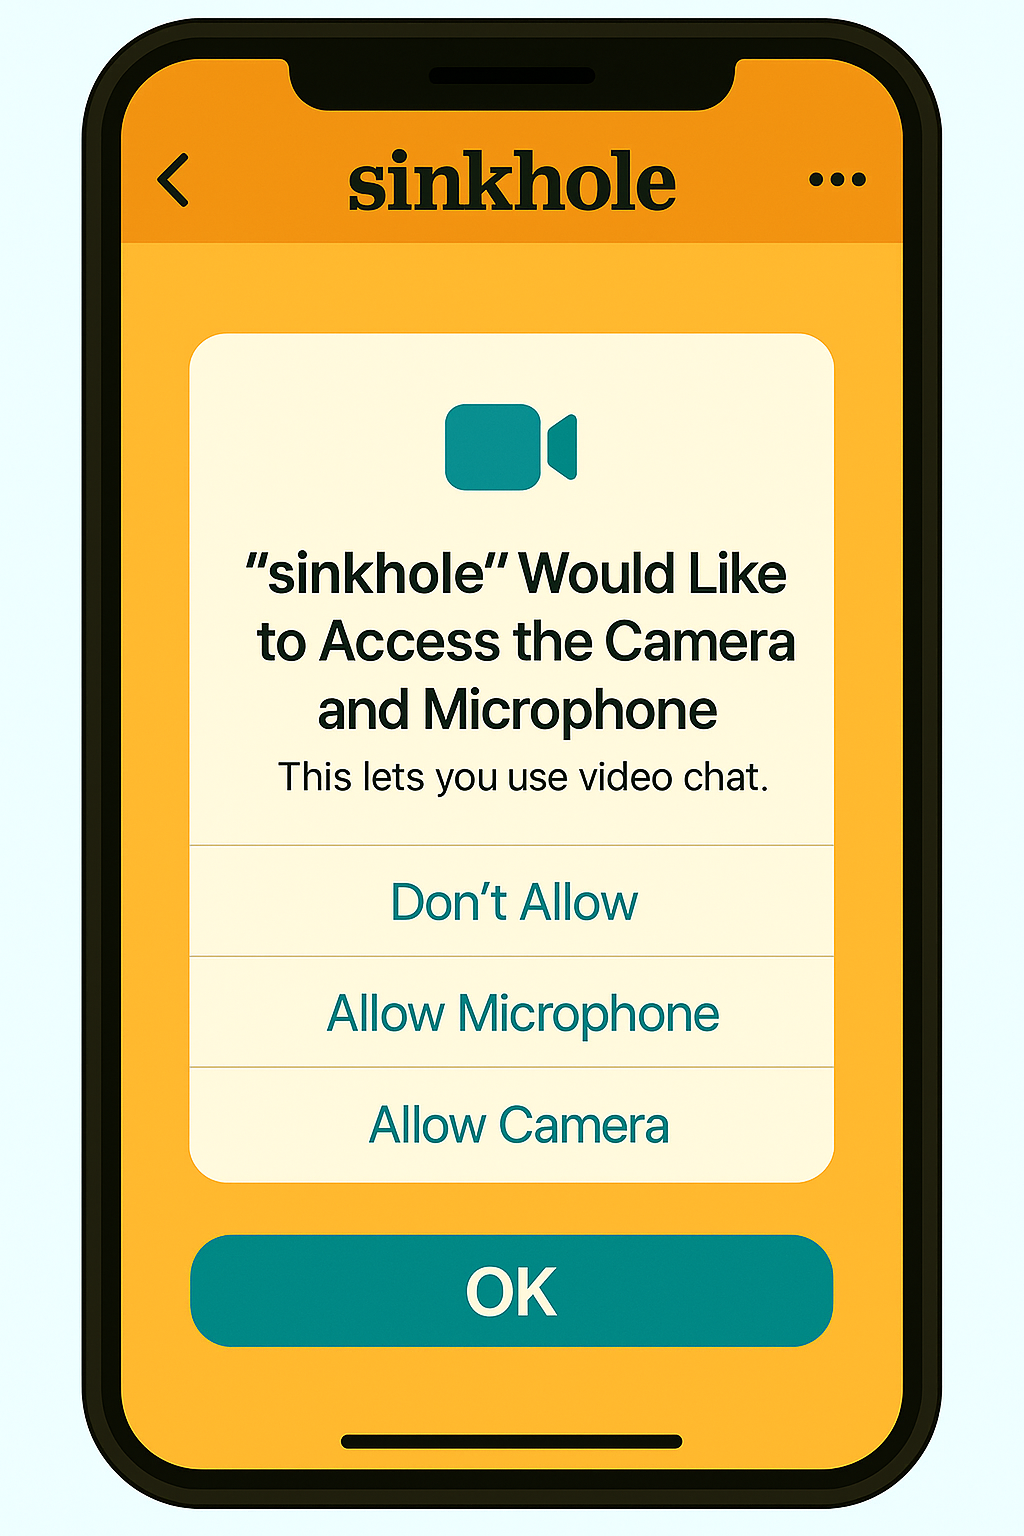 sinkhole
“sinkhole” Would Like
to Access the Camera
and Microphone
This lets you use video chat.
Don’t Allow
Allow Microphone
Allow Camera
OK